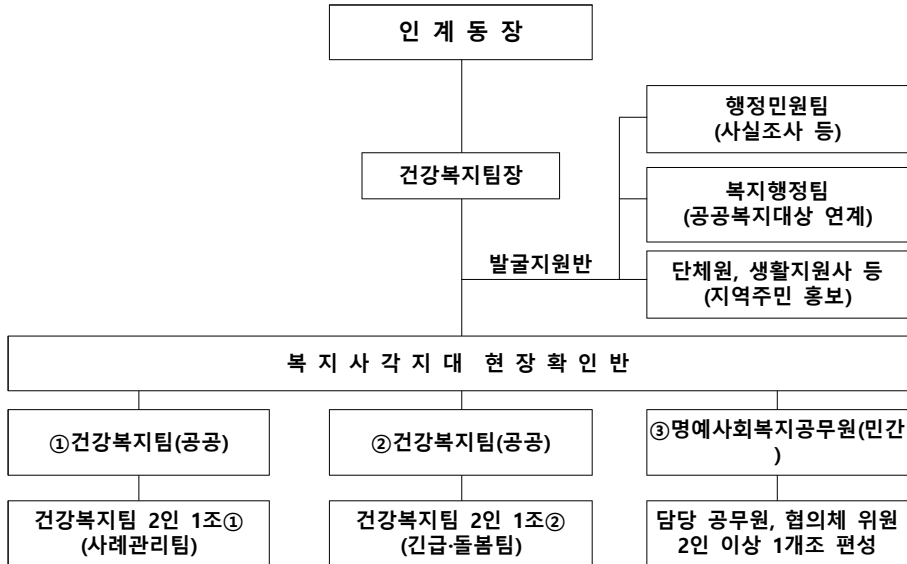 인 계 동 장
행정민원팀
(사실조사 등)
건강복지팀장
복지행정팀
(공공복지대상 연계)
발굴지원반
단체원, 생활지원사 등
(지역주민 홍보)
복 지 사 각 지 대 현 장 확 인 반
①건강복지팀(공공)
②건강복지팀(공공)
③명예사회복지공무원(민간
)
건강복지팀 2인 1조①
(사례관리팀)
건강복지팀 2인 1조②
(긴급·돌봄팀)
담당 공무원, 협의체 위원
2인 이상 1개조 편성